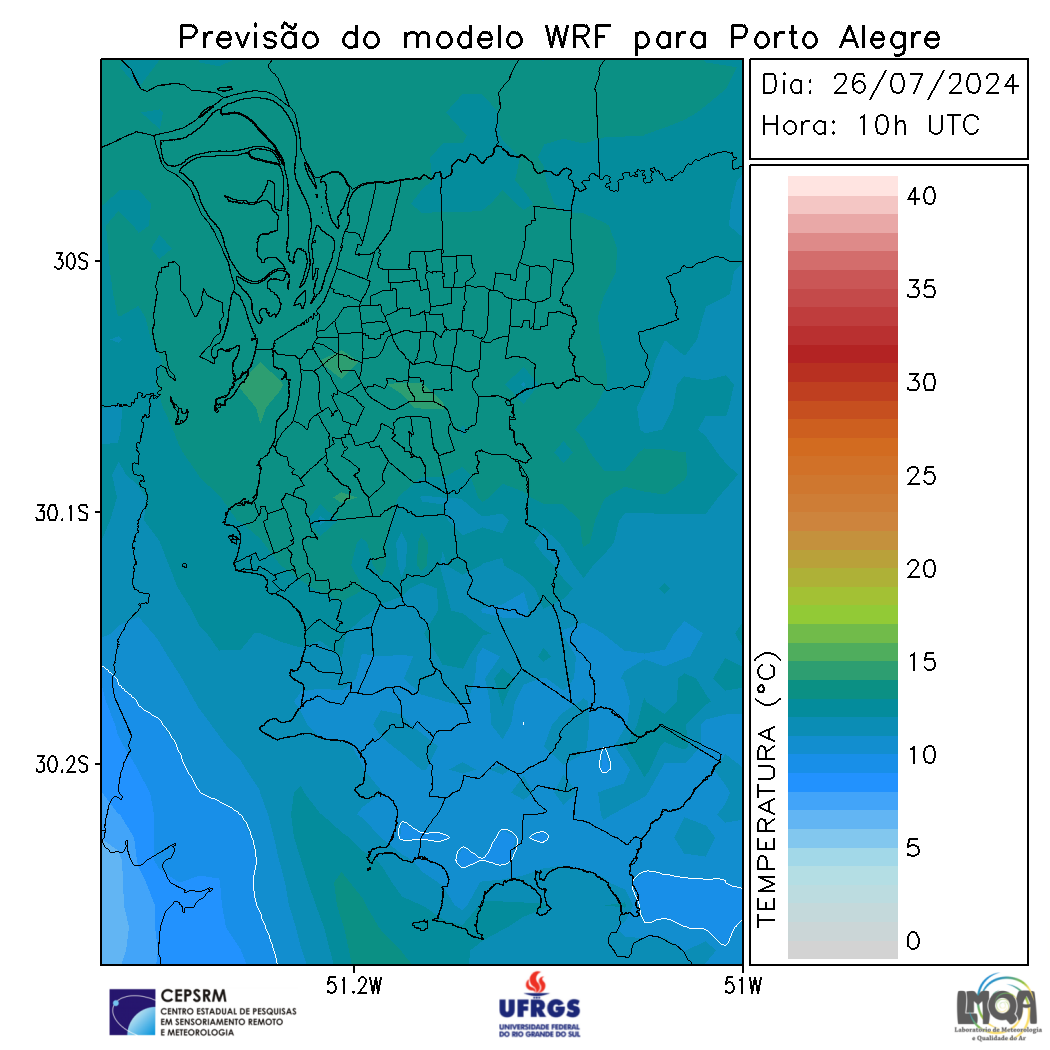 Previsão do modelo WRF para Porto Alegre
Dia: 26/07/2024
Hora: 10h UTC
40
35
30
25
20
15
10
5
0
TEMPERATURA (°C)
30S
30.1S
30.2S
51.2W
51W
CEPSRM
CENTRO ESTADUAL DE PESQUISAS
EM SENSORIAMENTO REMOTO
E METEOROLOGIA
UFRGS
UNIVERSIDADE FEDERAL
DO RIO GRANDE DO SUL
LMQA
Laboratório de Meteorologia
e Qualidade do Ar